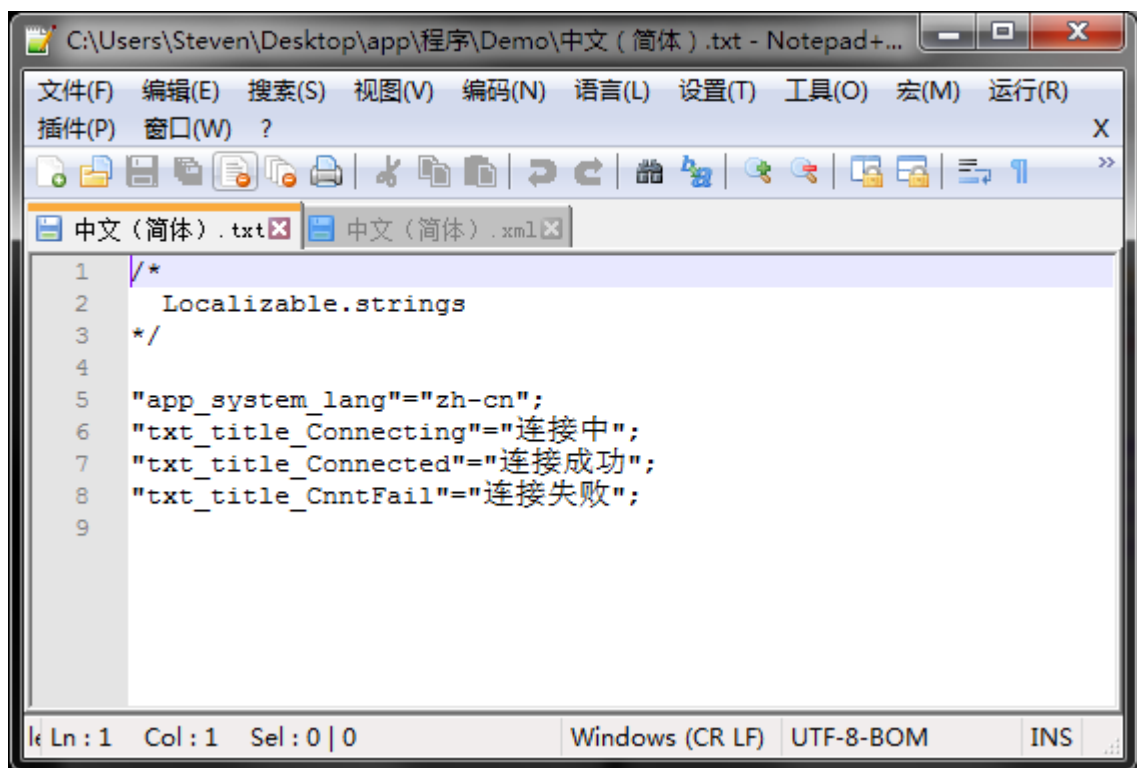 C:\Users\Steven\Desktop\app\程序\Demo\中文（简体）.txt - Notepad+...
文件(F) 编辑(E) 搜索(S) 视图(V) 编码(N) 语言(L) 设置(T) 工具(O) 宏(M) 运行(R)
插件(P) 窗口(W) ? X
中文（简体）.txt 中文（简体）.xml
1 /*
2 Localizable.strings
3 */
4
5 "app_system_lang"="zh-cn";
6 "txt_title_Connecting"="连接中";
7 "txt_title_Connected"="连接成功";
8 "txt_title_CnntFail"="连接失败";
9
Ln : 1 Col : 1 Sel : 0 | 0 Windows (CR LF) UTF-8-BOM INS